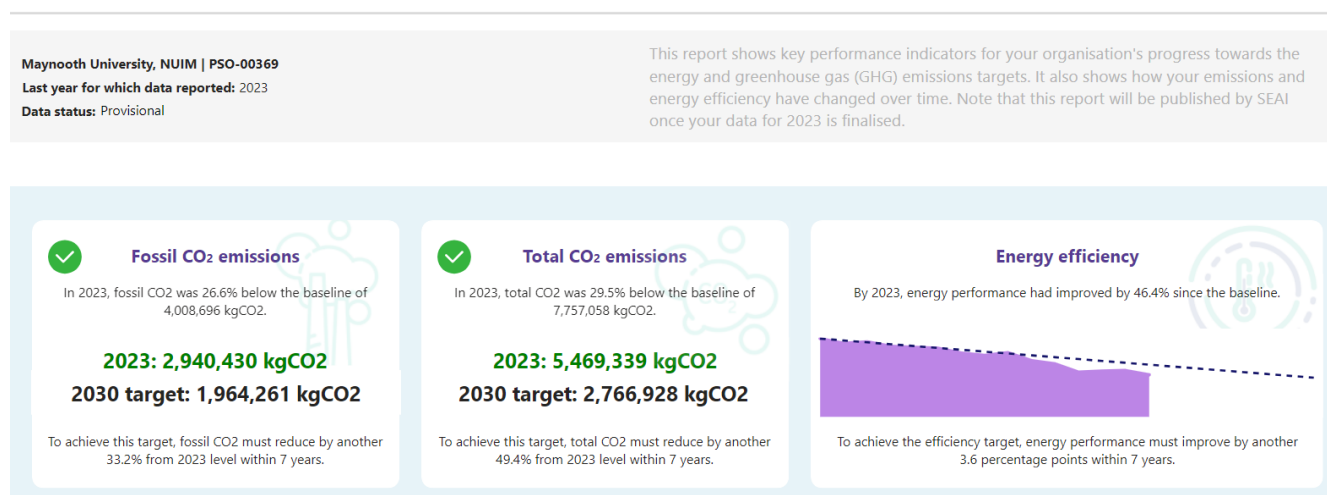 Maynooth University, NUIM | PSO-00369
Last year for which data reported: 2023
Data status: Provisional
This report shows key performance indicators for your organisation's progress towards the
energy and greenhouse gas (GHG) emissions targets. It also shows how your emissions and
energy efficiency have changed over time. Note that this report will be published by SEAI
once your data for 2023 is finalised.
Fossil CO₂ emissions
In 2023, fossil CO2 was 26.6% below the baseline of
4,008,696 kgCO2.
2023: 2,940,430 kgCO2
2030 target: 1,964,261 kgCO2
To achieve this target, fossil CO2 must reduce by another
33.2% from 2023 level within 7 years.
Total CO₂ emissions
In 2023, total CO2 was 29.5% below the baseline of
7,757,058 kgCO2.
2023: 5,469,339 kgCO2
2030 target: 2,766,928 kgCO2
To achieve this target, total CO2 must reduce by another
49.4% from 2023 level within 7 years.
Energy efficiency
By 2023, energy performance had improved by 46.4% since the baseline.
To achieve the efficiency target, energy performance must improve by another
3.6 percentage points within 7 years.